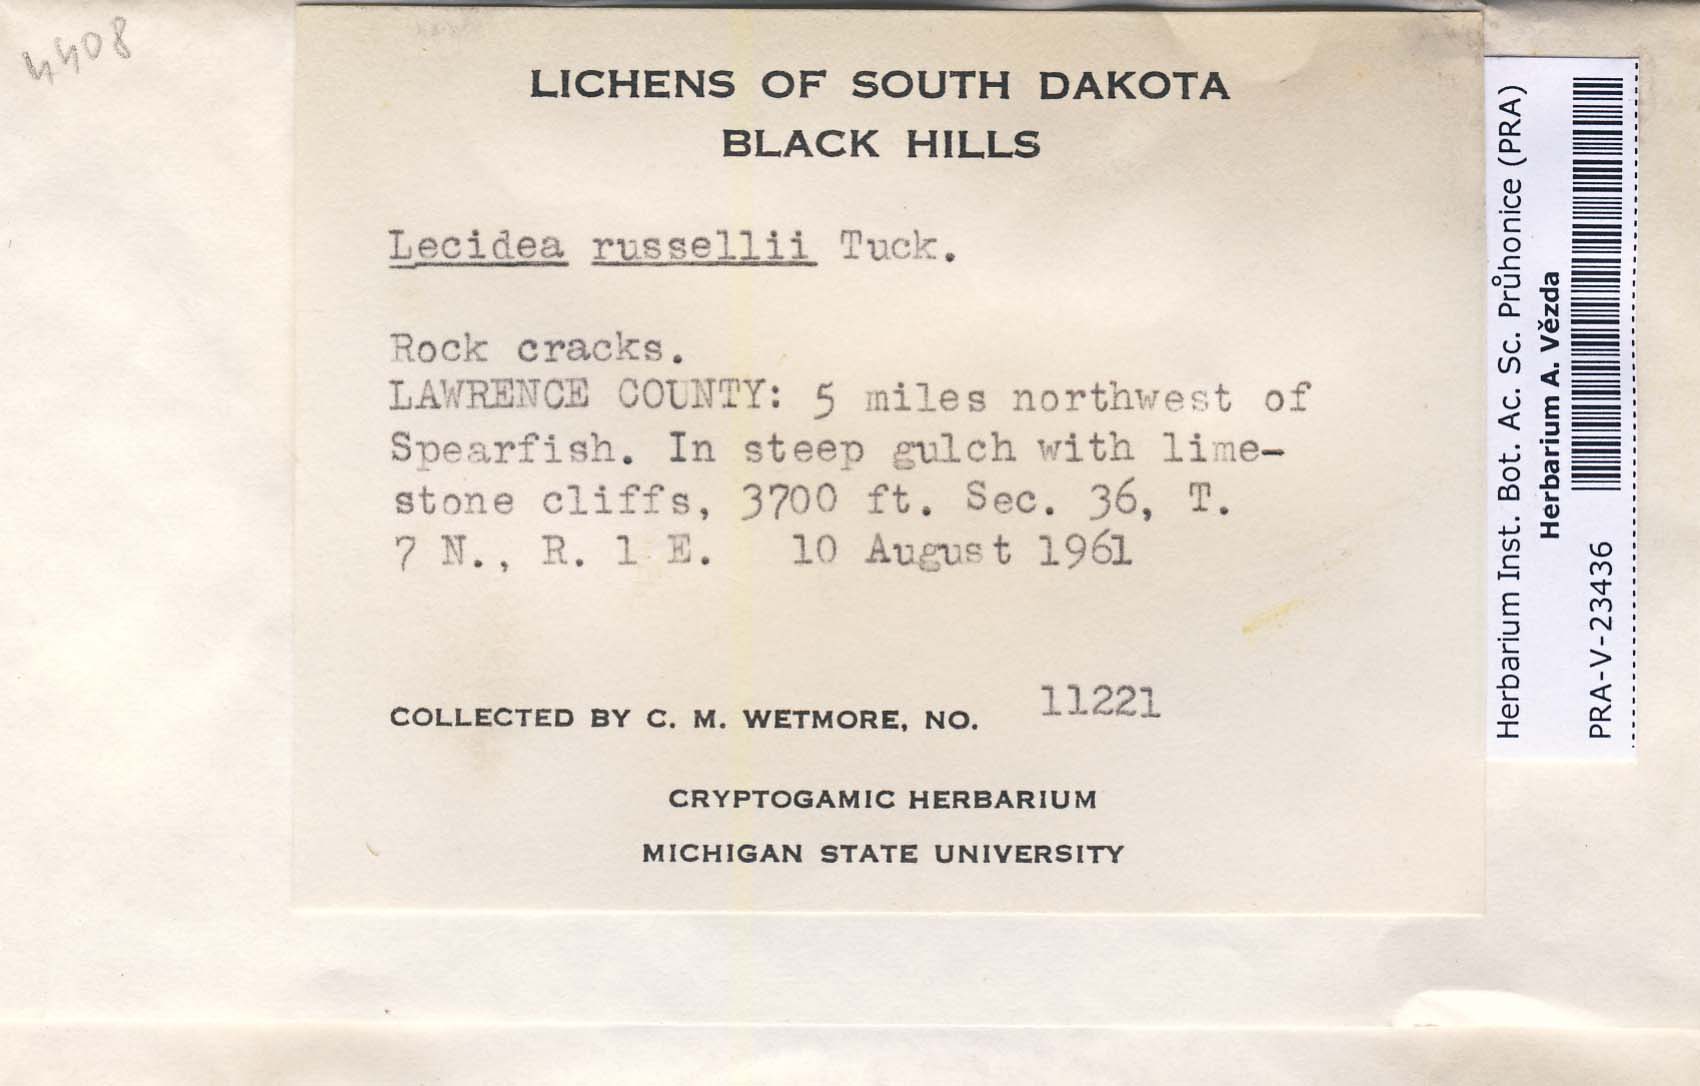 4408
LICHENS OF SOUTH DAKOTA
BLACK HILLS
Lecidea russellii Tuck.
Rock cracks.
LAWRENCE COUNTY: 5 miles northwest of
Spearfish. In steep gulch with lime-
stone cliffs, 3700 ft. Sec. 36, T.
7 N., R. 1 E. 10 August 1961
COLLECTED BY C. M. WETMORE, NO. 11221
CRYPTOGAMIC HERBARIUM
MICHIGAN STATE UNIVERSITY
Herbarium Inst. Bot. Ac. Sc. Průhonice (PRA)
Herbarium A. Vězda
PRA-V-23436